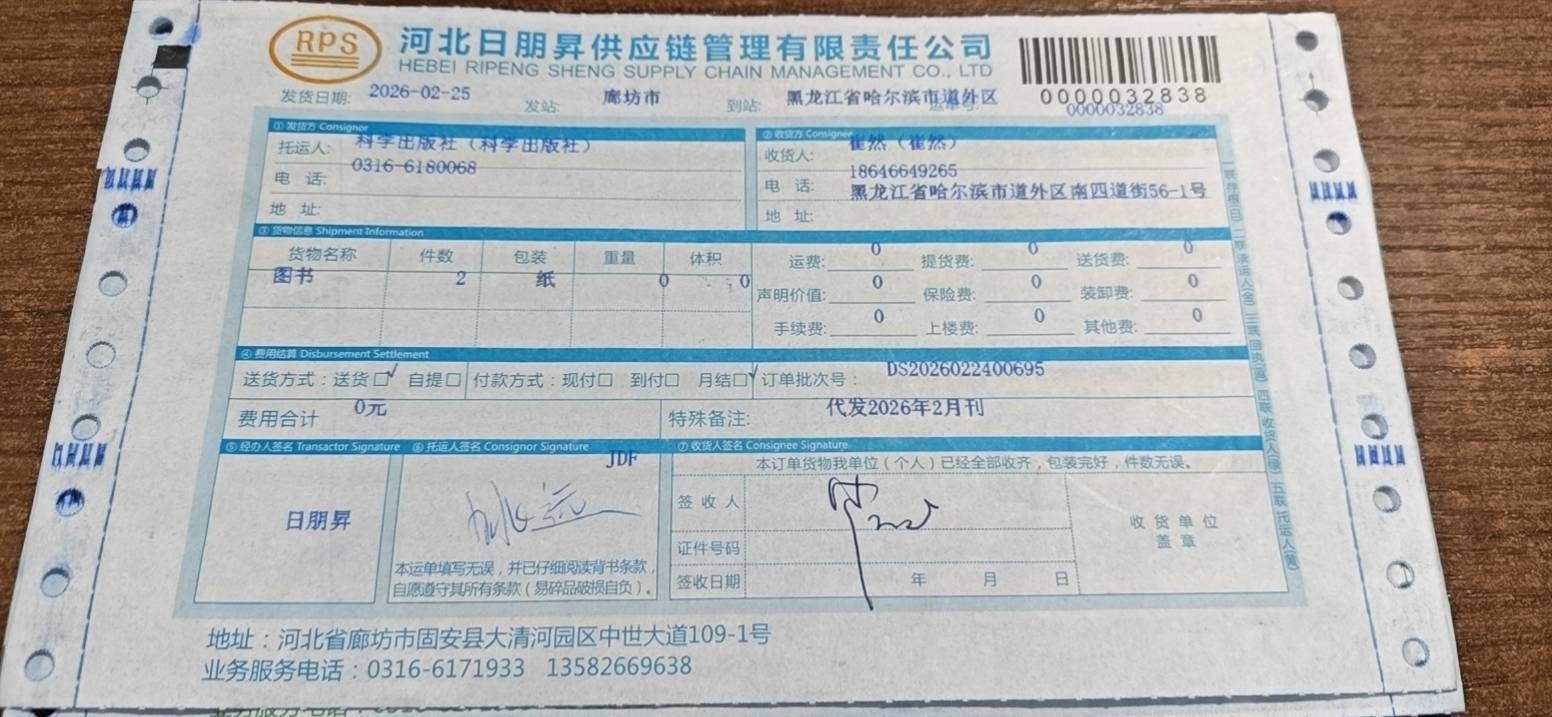 RPS
河北日朋昇供应链管理有限责任公司
HEBEI RIPENG SHENG SUPPLY CHAIN MANAGEMENT CO., LTD
0000032838
发货日期: 2026-02-25 发站: 廊坊市 到站: 黑龙江省哈尔滨市道外区 运单号: 0000032838
① 发货方 Consignor
托运人: 科学出版社（科学出版社）
电 话: 0316-6180068
地 址:
② 收货方 Consignee
收货人: 崔然（崔然）
电 话: 18646649265
地 址: 黑龙江省哈尔滨市道外区南四道街56-1号
③ 货物信息 Shipment Information
货物名称 件数 包装 重量 体积
图书 2 纸 0 0
运费: 0 提货费: 0 送货费: 0
声明价值: 0 保险费: 0 装卸费: 0
手续费: 0 上楼费: 0 其他费: 0
④ 费用结算 Disbursement Settlement
送货方式：送货☐√ 自提☐ 付款方式：现付☐ 到付☐ 月结☐√ 订单批次号： DS2026022400695
费用合计 0元 特殊备注: 代发2026年2月刊
⑤ 经办人签名 Transactor Signature
日朋昇
⑥ 托运人签名 Consignor Signature
JDF
本运单填写无误，并已仔细阅读背书条款，
自愿遵守其所有条款（易碎品破损自负）。
⑦ 收货人签名 Consignee Signature
本订单货物我单位（个人）已经全部收齐，包装完好，件数无误。
签 收 人
证件号码
签收日期 年 月 日
收 货 单 位
盖 章
地址：河北省廊坊市固安县大清河园区中世大道109-1号
业务服务电话：0316-6171933 13582669638